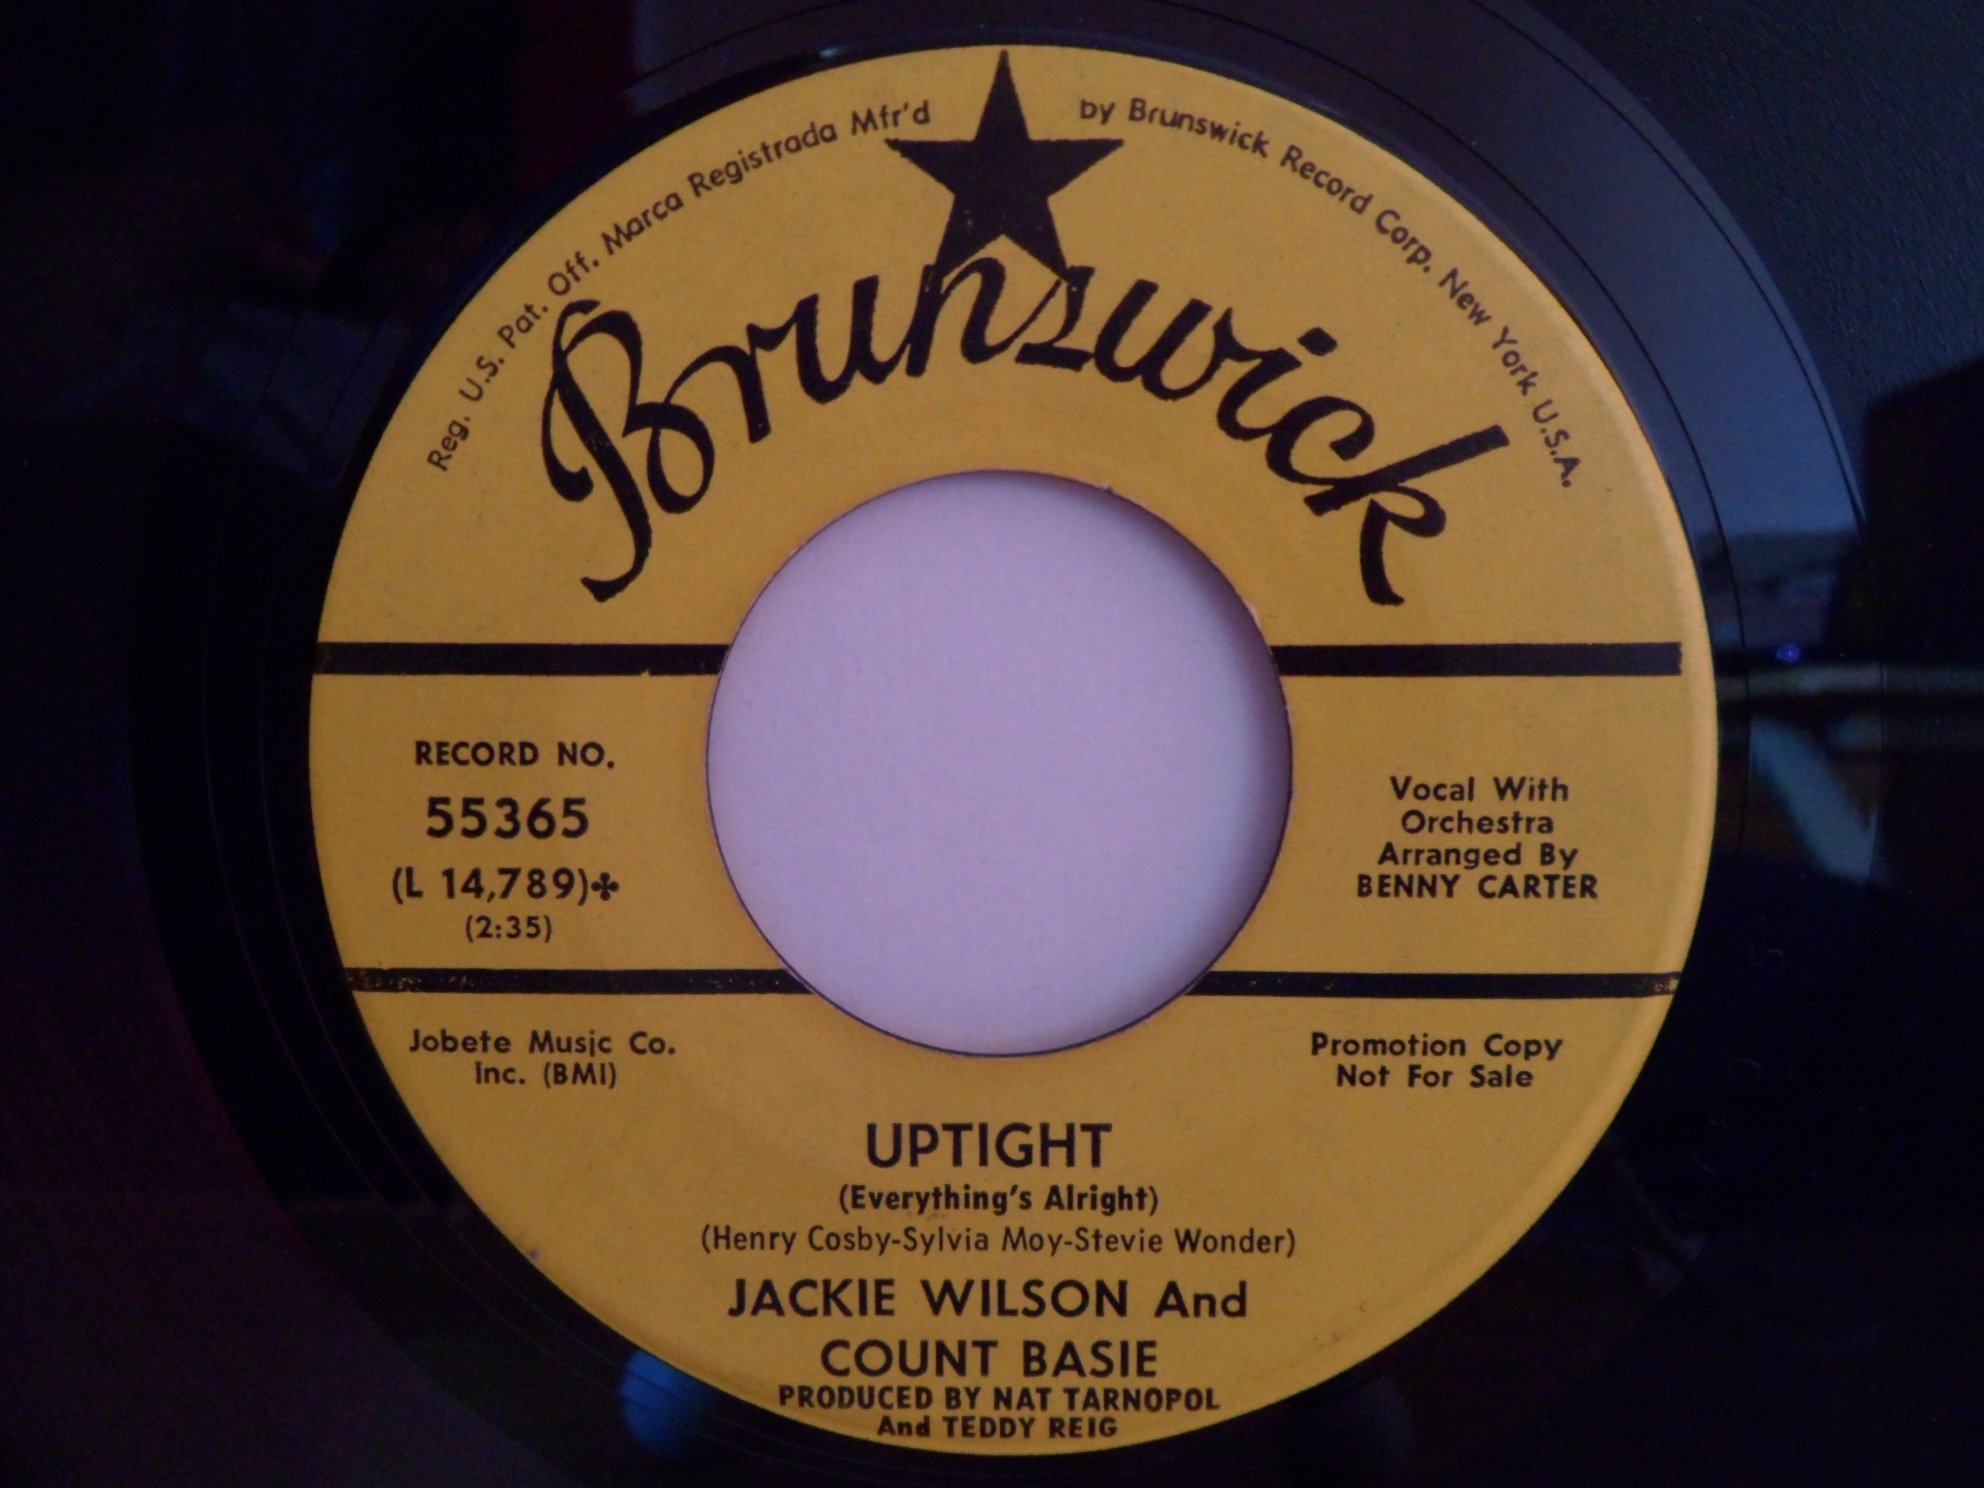 Reg. U.S. Pat. Off. Marca Registrada Mfr'd by Brunswick Record Corp. New York U.S.A.
Brunswick
RECORD NO.
55365
(L 14,789)✤
(2:35)
Vocal With
Orchestra
Arranged By
BENNY CARTER
Jobete Music Co.
Inc. (BMI)
Promotion Copy
Not For Sale
UPTIGHT
(Everything's Alright)
(Henry Cosby-Sylvia Moy-Stevie Wonder)
JACKIE WILSON And
COUNT BASIE
PRODUCED BY NAT TARNOPOL
And TEDDY REIG